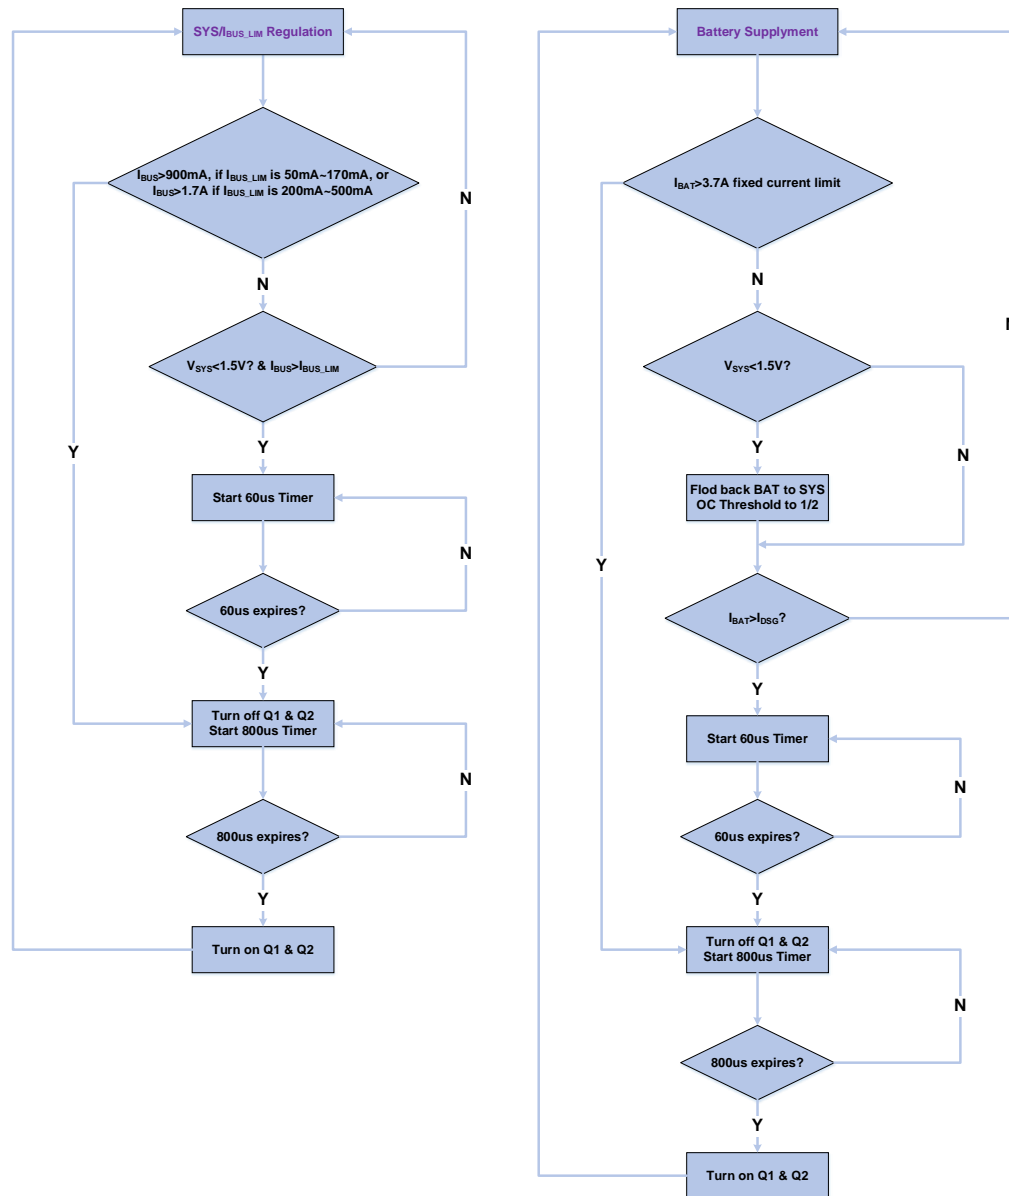 SYS/IBUS_LIM Regulation
IBUS>900mA, if IBUS_LIM is 50mA~170mA, or
IBUS>1.7A if IBUS_LIM is 200mA~500mA
N
N
VSYS<1.5V? & IBUS>IBUS_LIM
Y
Y
Start 60us Timer
N
60us expires?
Y
Turn off Q1 & Q2
Start 800us Timer
N
800us expires?
Y
Turn on Q1 & Q2
Battery Supplyment
IBAT>3.7A fixed current limit
N
VSYS<1.5V?
Y
N
Flod back BAT to SYS
OC Threshold to 1/2
Y
IBAT>IDSG?
Y
Start 60us Timer
N
60us expires?
Y
Turn off Q1 & Q2
Start 800us Timer
N
800us expires?
Y
Turn on Q1 & Q2